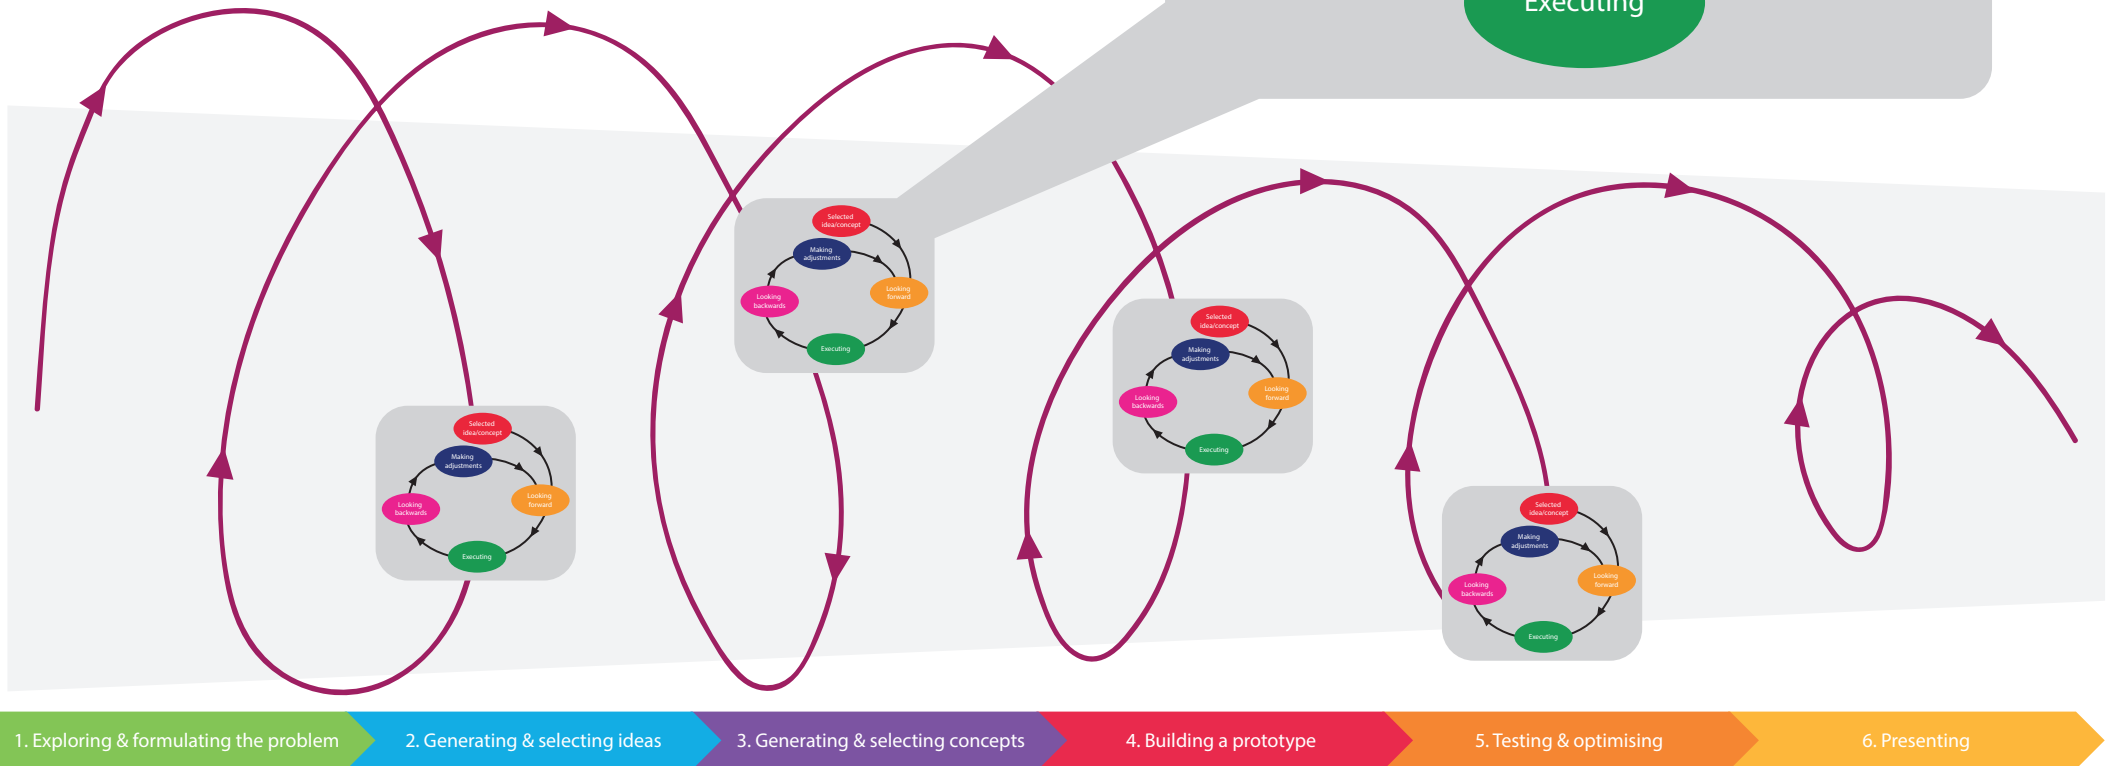 Executing
Selected
idea/concept
Making
adjustments
Looking
backwards
Looking
forward
Executing
Selected
idea/concept
Making
adjustments
Looking
backwards
Looking
forward
Executing
Selected
idea/concept
Making
adjustments
Looking
backwards
Looking
forward
Executing
Selected
idea/concept
Making
adjustments
Looking
backwards
Looking
forward
Executing
1. Exploring & formulating the problem
2. Generating & selecting ideas
3. Generating & selecting concepts
4. Building a prototype
5. Testing & optimising
6. Presenting